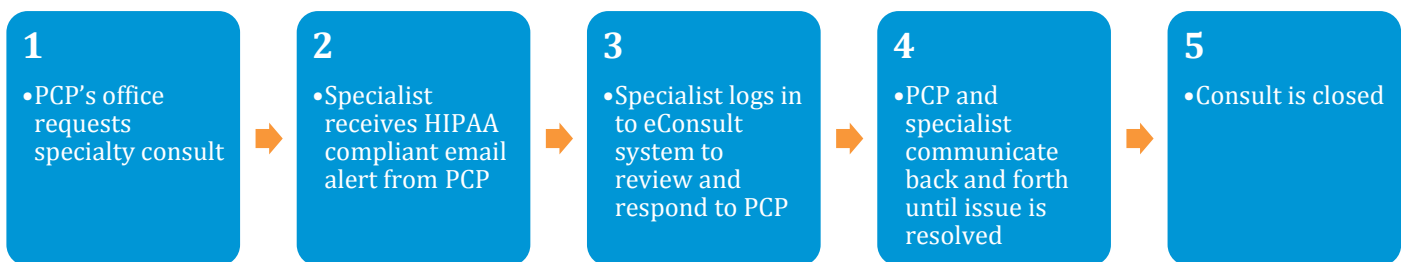 1
•PCP's office
requests
specialty consult
2
•Specialist
receives HIPAA
compliant email
alert from PCP
3
•Specialist logs in
to eConsult
system to
review and
respond to PCP
4
•PCP and
specialist
communicate
back and forth
until issue is
resolved
5
•Consult is closed